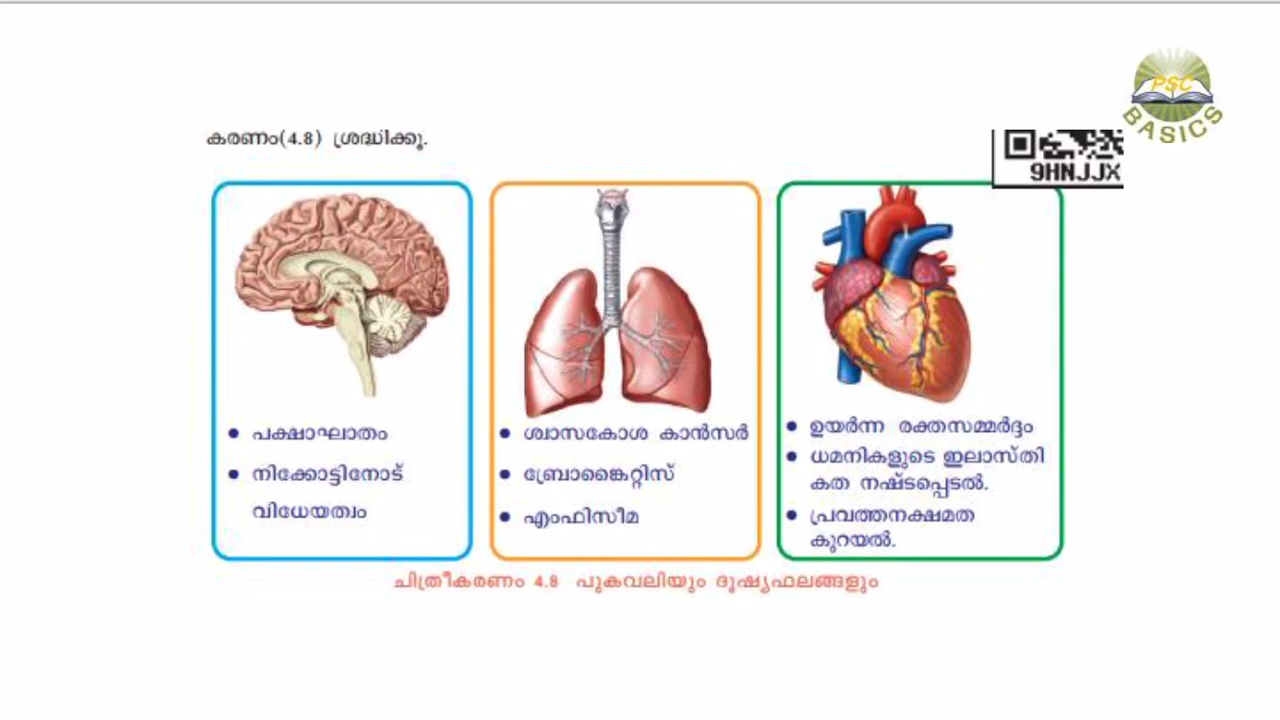 PSC
BASICS
കരണം(4.8) ശ്രദ്ധിക്കൂ.
9HNJJX
• പക്ഷാഘാതം
• നിക്കോട്ടിനോട്
വിധേയത്വം
• ശ്വാസകോശ കാൻസർ
• ബ്രോങ്കൈറ്റിസ്
• എംഫിസീമ
• ഉയർന്ന രക്തസമ്മർദ്ദം
• ധമനികളുടെ ഇലാസ്തി
കത നഷ്ടപ്പെടൽ.
• പ്രവത്തനക്ഷമത
കുറയൽ.
ചിത്രീകരണം 4.8 പുകവലിയും ദൂഷ്യഫലങ്ങളും